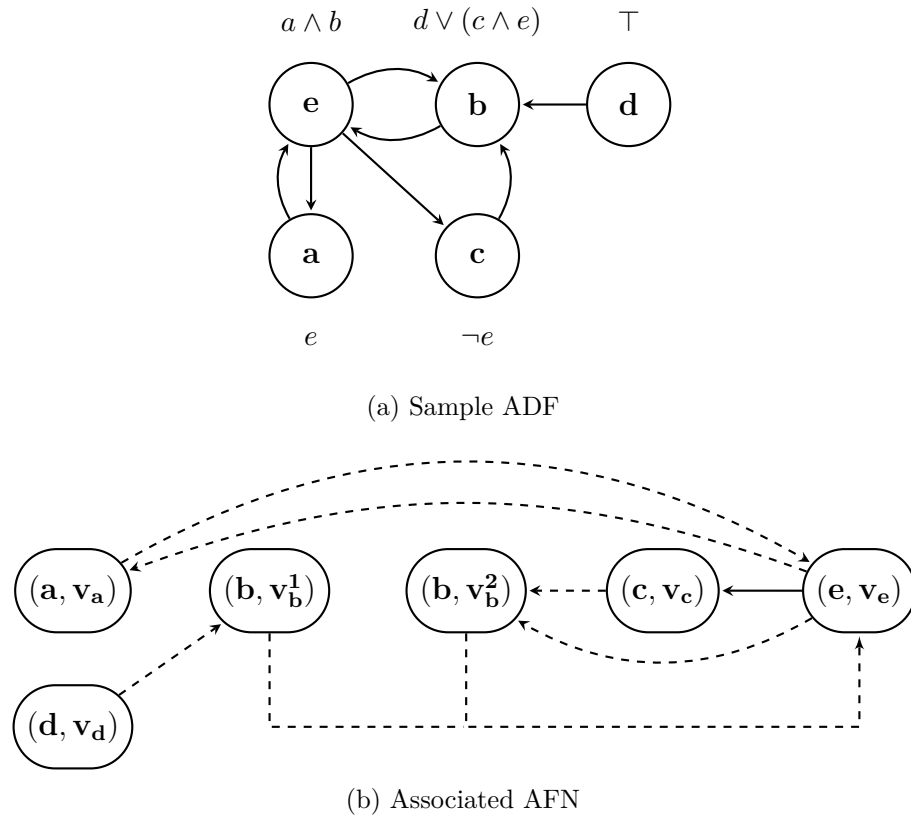 a ∧ b d ∨ (c ∧ e) ⊤
e b d
a c
e ¬e
(a) Sample ADF
(a, v_a) (b, v_b^1) (b, v_b^2) (c, v_c) (e, v_e)
(d, v_d)
(b) Associated AFN